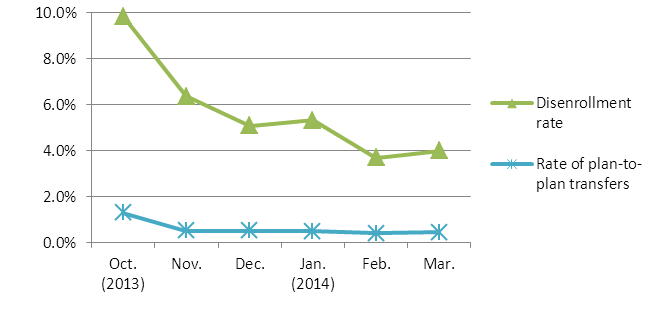 10.0%
8.0%
6.0%
4.0%
2.0%
0.0%
Oct. Nov. Dec. Jan. Feb. Mar.
(2013) (2014)
Disenrollment
rate
Rate of plan-to-
plan transfers